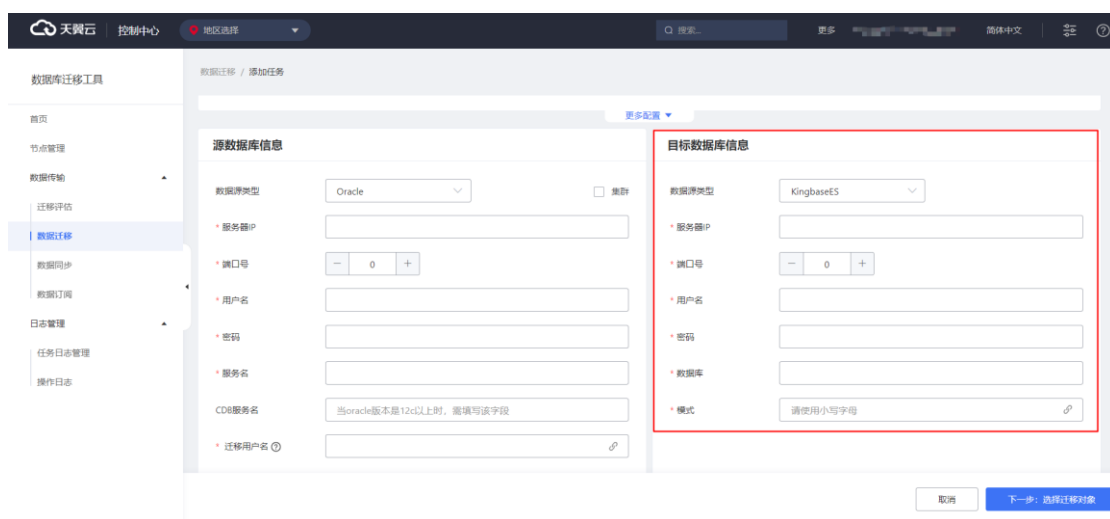 天翼云 控制中心 地区选择 搜索... 更多 简体中文
数据库迁移工具
数据迁移 / 添加任务
首页
更多配置
节点管理
数据传输
迁移评估
数据迁移
数据同步
数据订阅
日志管理
任务日志管理
操作日志
源数据库信息
数据源类型 Oracle 集群
* 服务器IP
* 端口号 − 0 +
* 用户名
* 密码
* 服务名
CDB服务名 当oracle版本是12c以上时，需填写该字段
* 迁移用户名
目标数据库信息
数据源类型 KingbaseES
* 服务器IP
* 端口号 − 0 +
* 用户名
* 密码
* 数据库
* 模式 请使用小写字母
取消 下一步：选择迁移对象